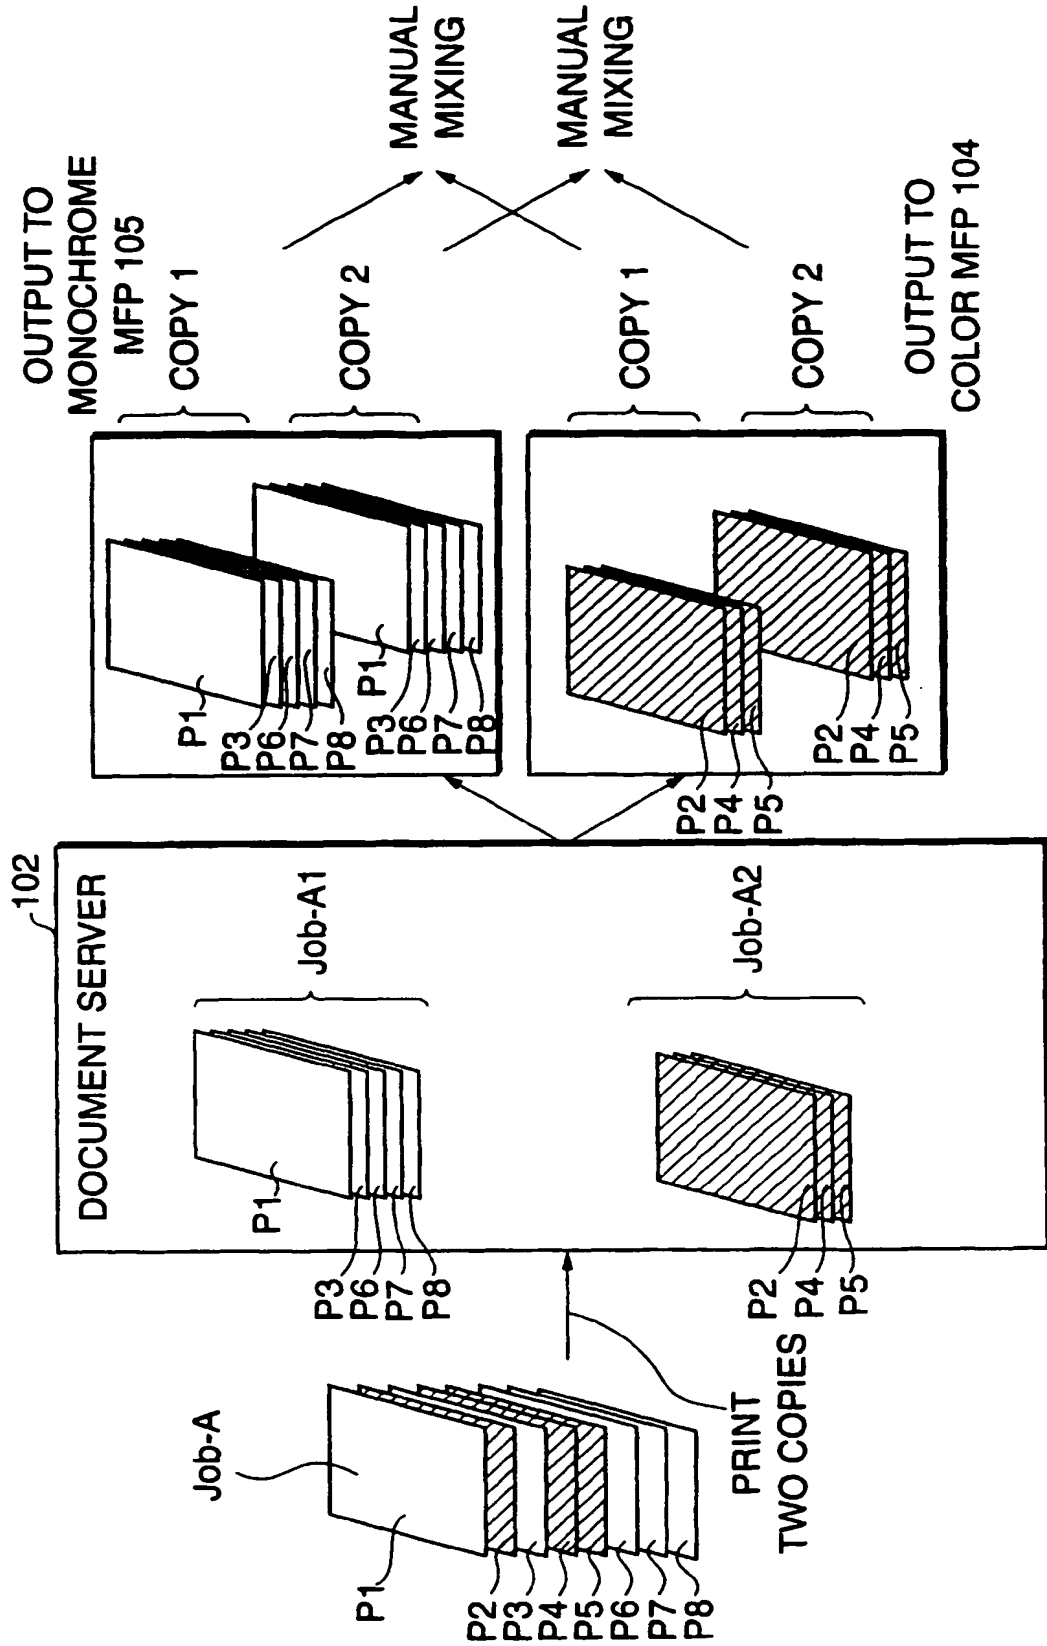 Job-A
P1
P2
P3
P4
P5
P6
P7
P8
PRINT
TWO COPIES
102
DOCUMENT SERVER
P1
P3
P6
P7
P8
Job-A1
P2
P4
P5
Job-A2
P1
P3
P6
P7
P8
P1
P3
P6
P7
P8
P2
P4
P5
P2
P4
P5
OUTPUT TO
MONOCHROME
MFP 105
COPY 1
COPY 2
COPY 1
COPY 2
OUTPUT TO
COLOR MFP 104
MANUAL
MIXING
MANUAL
MIXING